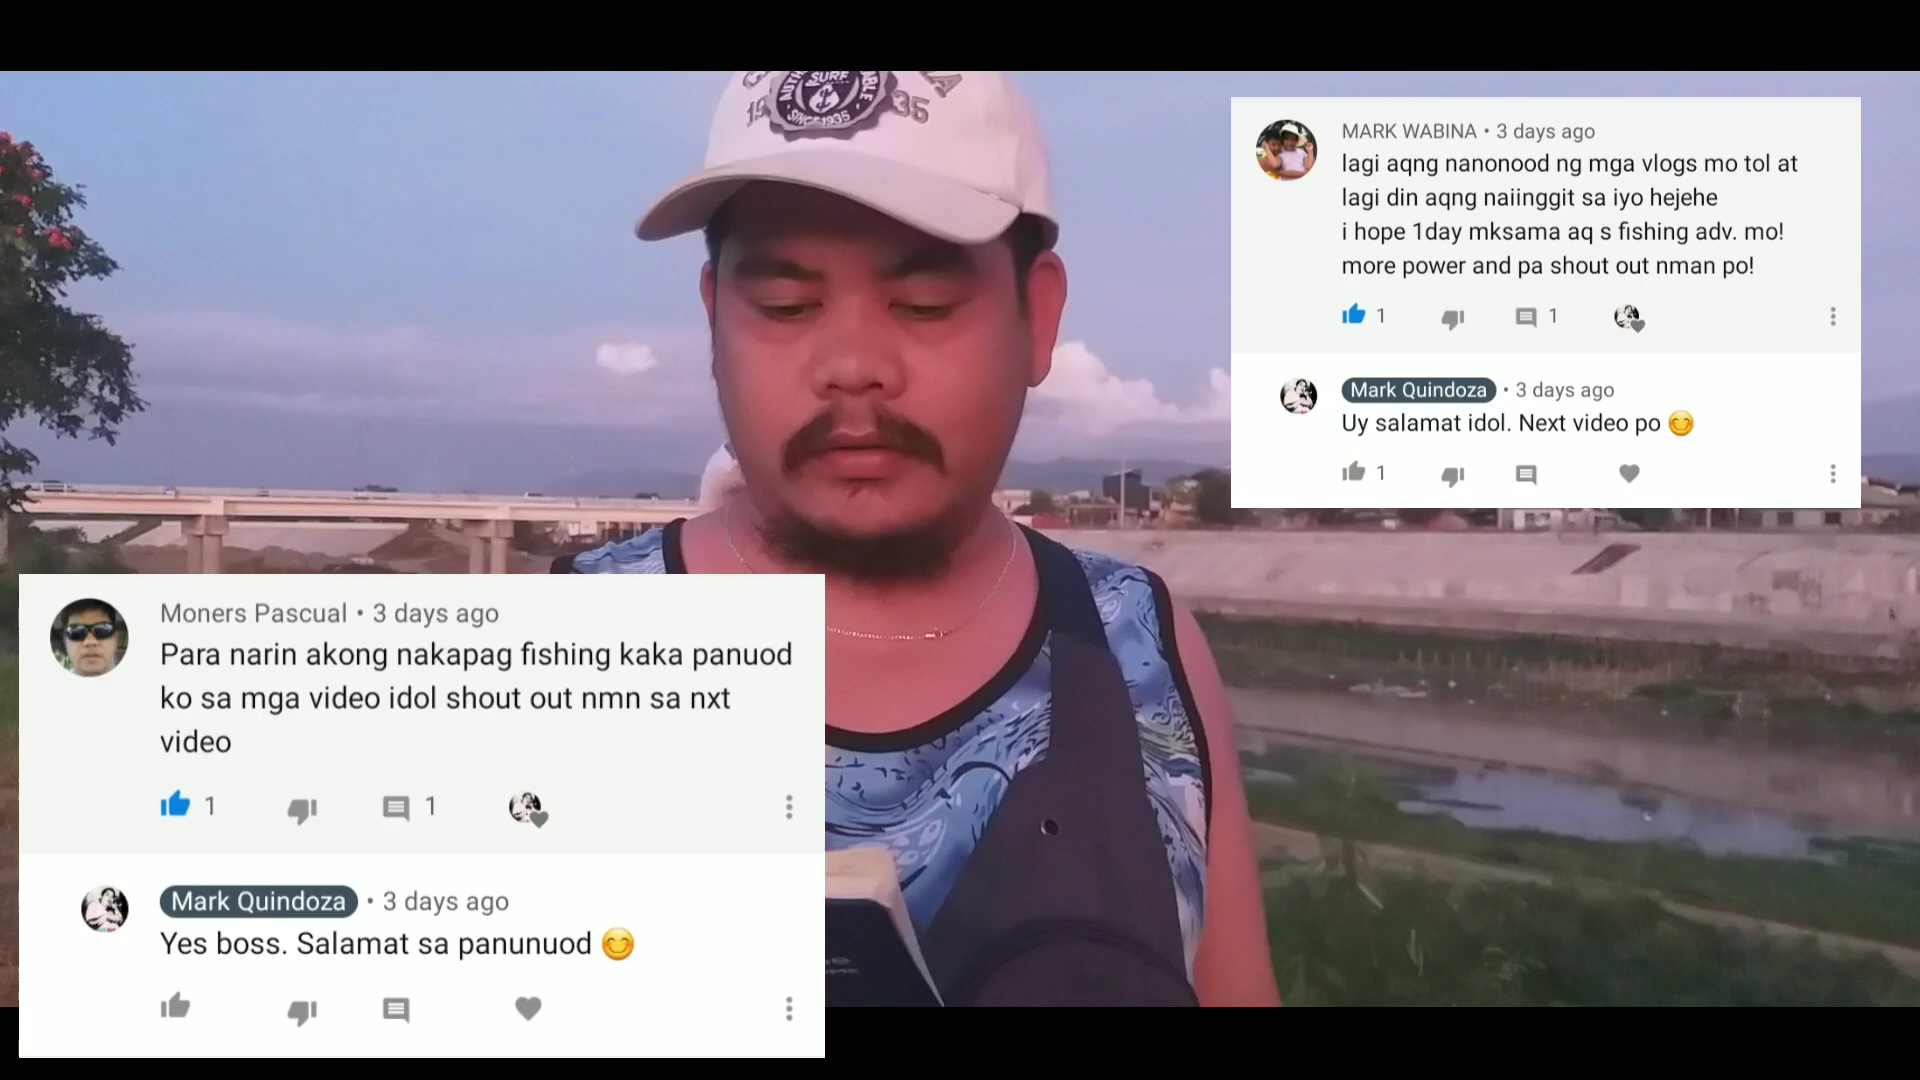 AUTH
SURF
ABLE
1935
SINCE 1935
MARK WABINA • 3 days ago
lagi aqng nanonood ng mga vlogs mo tol at
lagi din aqng naiinggit sa iyo hejehe
i hope 1day mksama aq s fishing adv. mo!
more power and pa shout out nman po!
1 1
Mark Quindoza • 3 days ago
Uy salamat idol. Next video po 😊
1
Moners Pascual • 3 days ago
Para narin akong nakapag fishing kaka panuod
ko sa mga video idol shout out nmn sa nxt
video
1 1
Mark Quindoza • 3 days ago
Yes boss. Salamat sa panunuod 😊